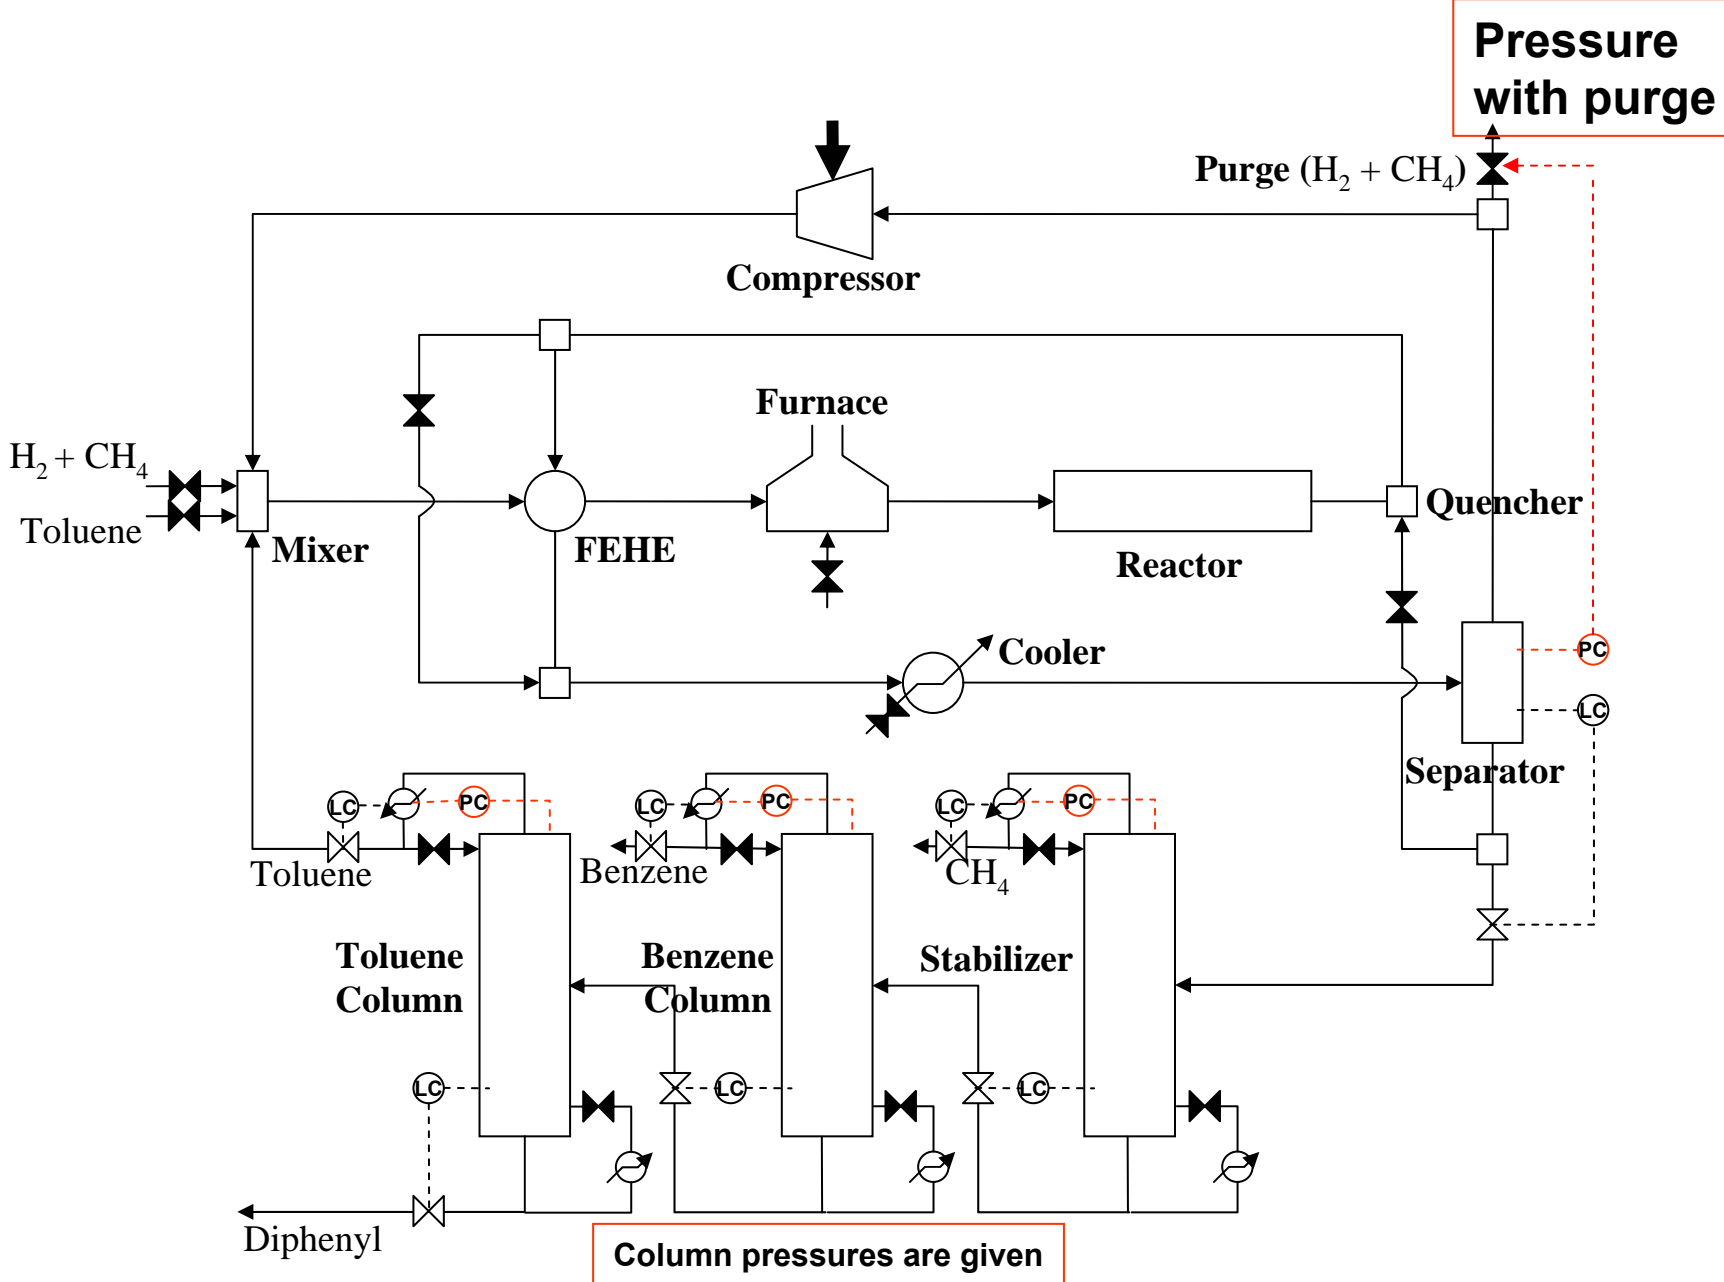 Pressure
with purge
Purge (H₂ + CH₄)
Compressor
Furnace
H₂ + CH₄
Toluene
Mixer
FEHE
Reactor
Quencher
Cooler
PC
LC
Separator
LC
PC
LC
PC
LC
PC
Toluene
Benzene
CH₄
Toluene
Column
Benzene
Column
Stabilizer
LC
LC
LC
Diphenyl
Column pressures are given